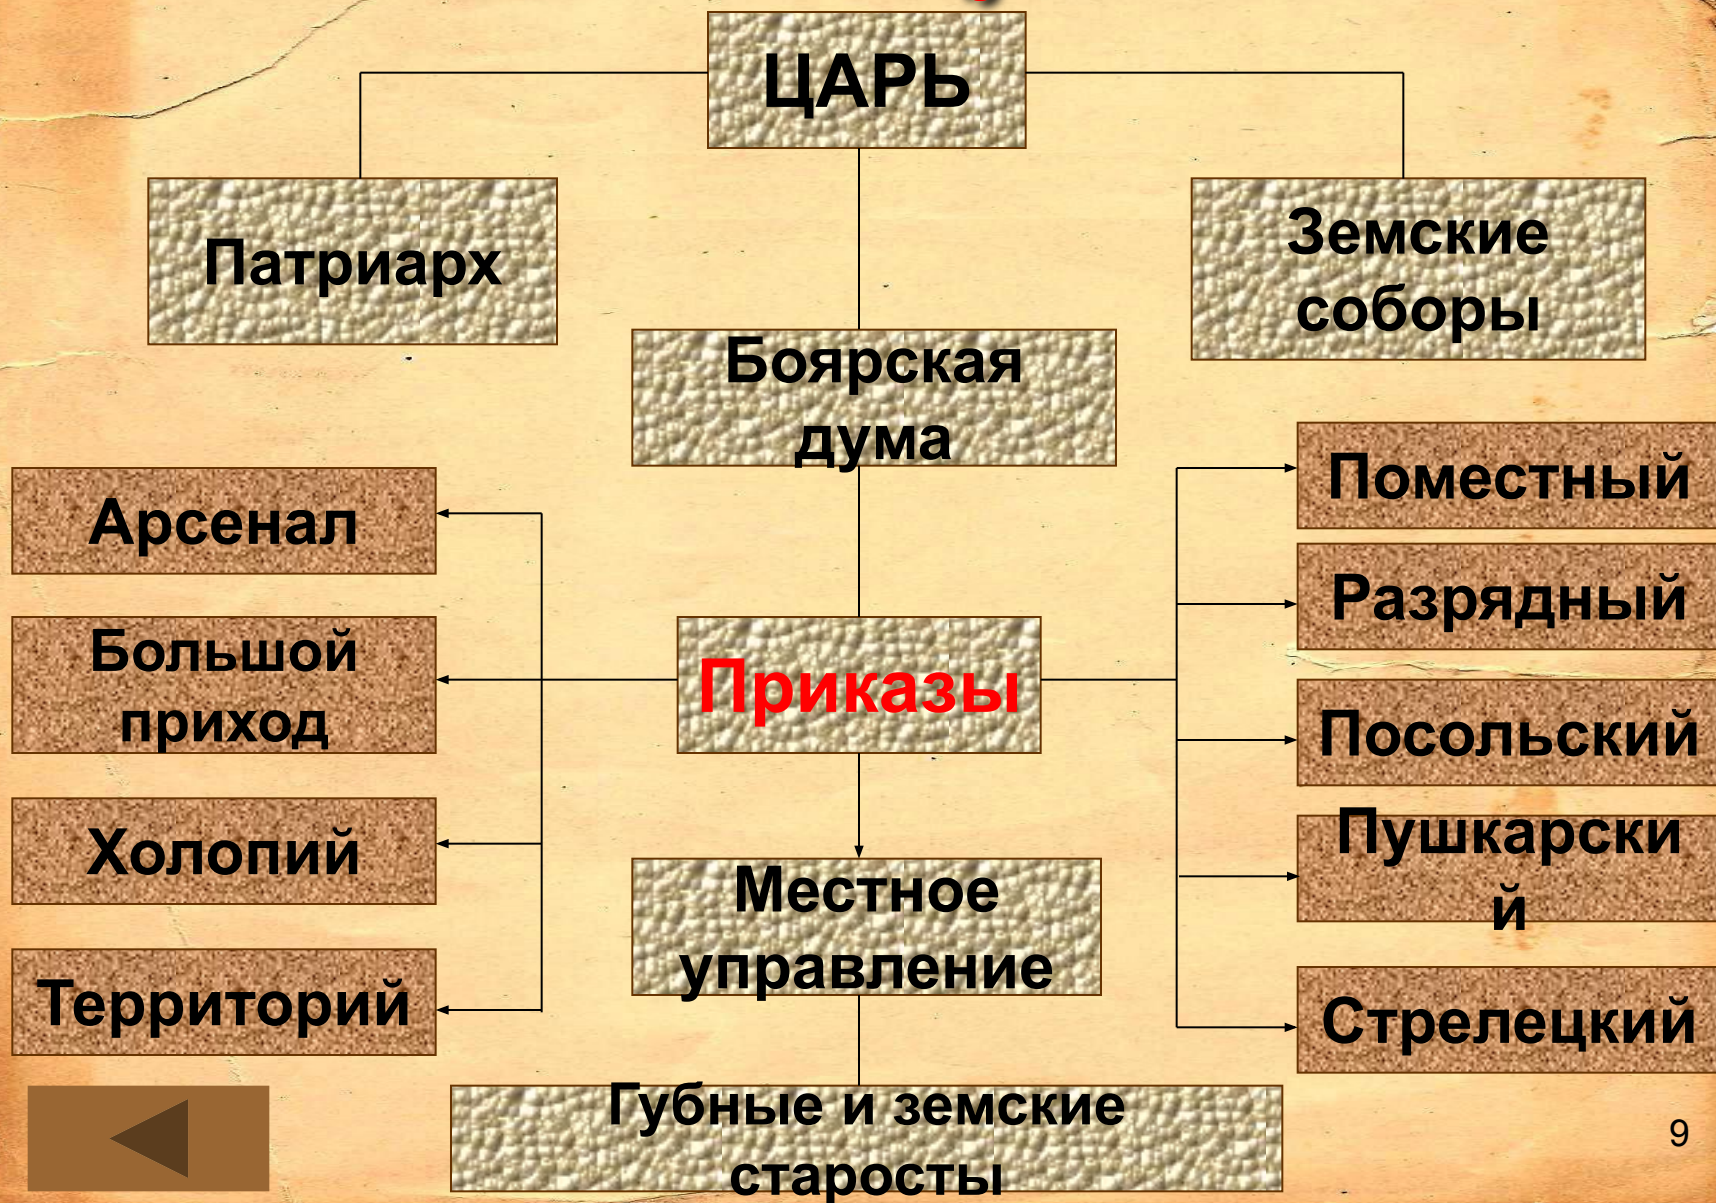 ЦАРЬ
Патриарх
Земские
соборы
Боярская
дума
Арсенал
Большой
приход
Холопий
Территорий
Приказы
Поместный
Разрядный
Посольский
Пушкарски
й
Стрелецкий
Местное
управление
Губные и земские
старосты
9